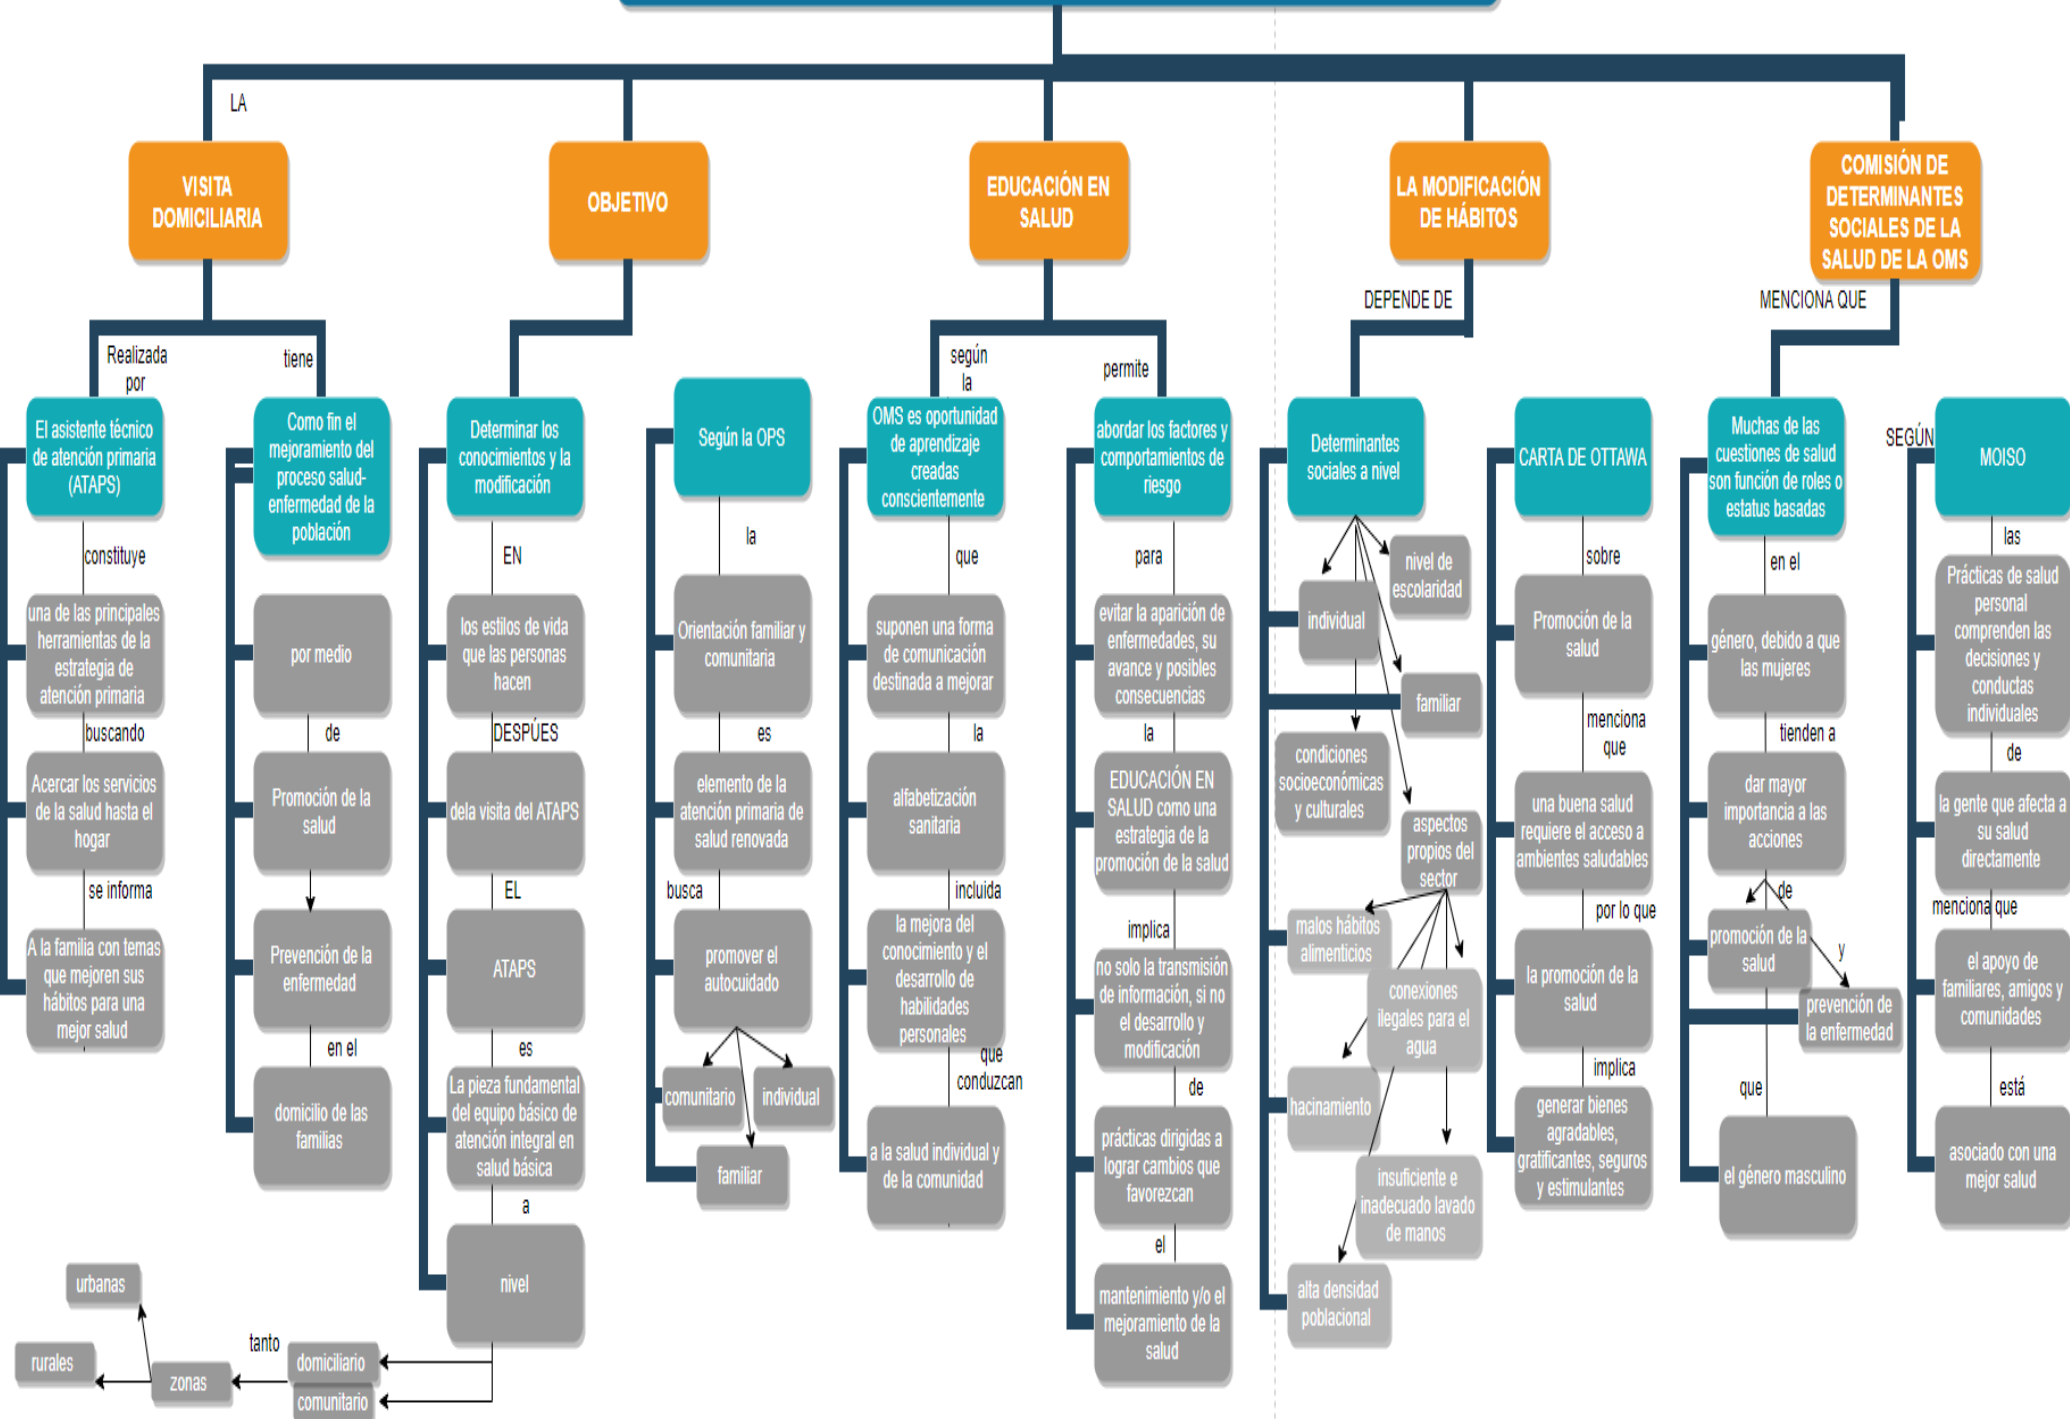 LA
VISITA
DOMICILIARIA
Realizada
por
El asistente técnico
de atención primaria
(ATAPS)
constituye
una de las principales
herramientas de la
estrategia de
atención primaria
buscando
Acercar los servicios
de la salud hasta el
hogar
se informa
A la familia con temas
que mejoren sus
hábitos para una
mejor salud
tiene
Como fin el
mejoramiento del
proceso salud-
enfermedad de la
población
por medio
de
Promoción de la
salud
Prevención de la
enfermedad
en el
domicilio de las
familias
OBJETIVO
Determinar los
conocimientos y la
modificación
EN
los estilos de vida
que las personas
hacen
DESPÚES
dela visita del ATAPS
EL
ATAPS
es
La pieza fundamental
del equipo básico de
atención integral en
salud básica
a
nivel
domiciliario
comunitario
tanto
zonas
urbanas
rurales
Según la OPS
la
Orientación familiar y
comunitaria
es
elemento de la
atención primaria de
salud renovada
busca
promover el
autocuidado
comunitario
individual
familiar
EDUCACIÓN EN
SALUD
según
la
OMS es oportunidad
de aprendizaje
creadas
conscientemente
que
suponen una forma
de comunicación
destinada a mejorar
la
alfabetización
sanitaria
incluida
la mejora del
conocimiento y el
desarrollo de
habilidades
personales
que
conduzcan
a la salud individual y
de la comunidad
permite
abordar los factores y
comportamientos de
riesgo
para
evitar la aparición de
enfermedades, su
avance y posibles
consecuencias
la
EDUCACIÓN EN
SALUD como una
estrategia de la
promoción de la salud
implica
no solo la transmisión
de información, si no
el desarrollo y
modificación
de
prácticas dirigidas a
lograr cambios que
favorezcan
el
mantenimiento y/o el
mejoramiento de la
salud
LA MODIFICACIÓN
DE HÁBITOS
DEPENDE DE
Determinantes
sociales a nivel
nivel de
escolaridad
individual
familiar
condiciones
socioeconómicas
y culturales
aspectos
propios del
sector
malos hábitos
alimenticios
conexiones
ilegales para el
agua
hacinamiento
insuficiente e
inadecuado lavado
de manos
alta densidad
poblacional
CARTA DE OTTAWA
sobre
Promoción de la
salud
menciona
que
una buena salud
requiere el acceso a
ambientes saludables
por lo que
la promoción de la
salud
implica
generar bienes
agradables,
gratificantes, seguros
y estimulantes
COMISIÓN DE
DETERMINANTES
SOCIALES DE LA
SALUD DE LA OMS
MENCIONA QUE
Muchas de las
cuestiones de salud
son función de roles o
estatus basadas
en el
género, debido a que
las mujeres
tienden a
dar mayor
importancia a las
acciones
de
promoción de la
salud
y
prevención de
la enfermedad
que
el género masculino
SEGÚN
MOISO
las
Prácticas de salud
personal
comprenden las
decisiones y
conductas
individuales
de
la gente que afecta a
su salud
directamente
menciona que
el apoyo de
familiares, amigos y
comunidades
está
asociado con una
mejor salud